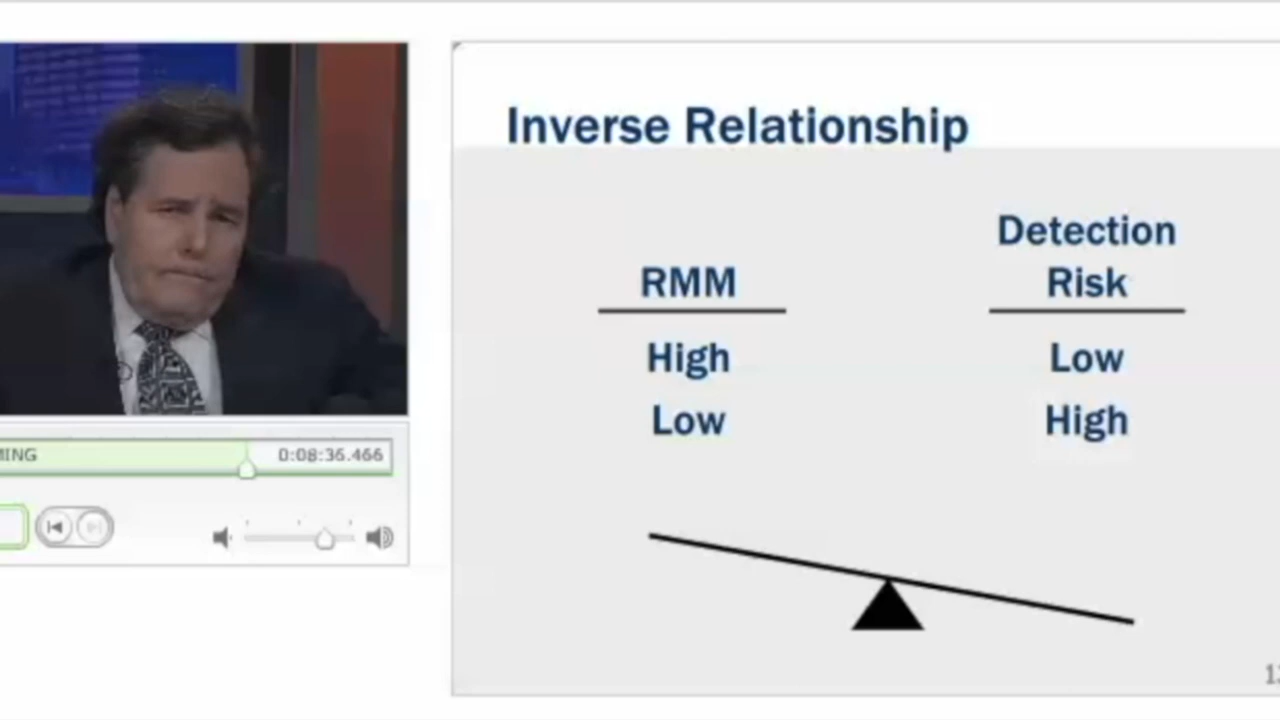 Inverse Relationship
Detection
RMM Risk
High Low
Low High
0:08:36.466